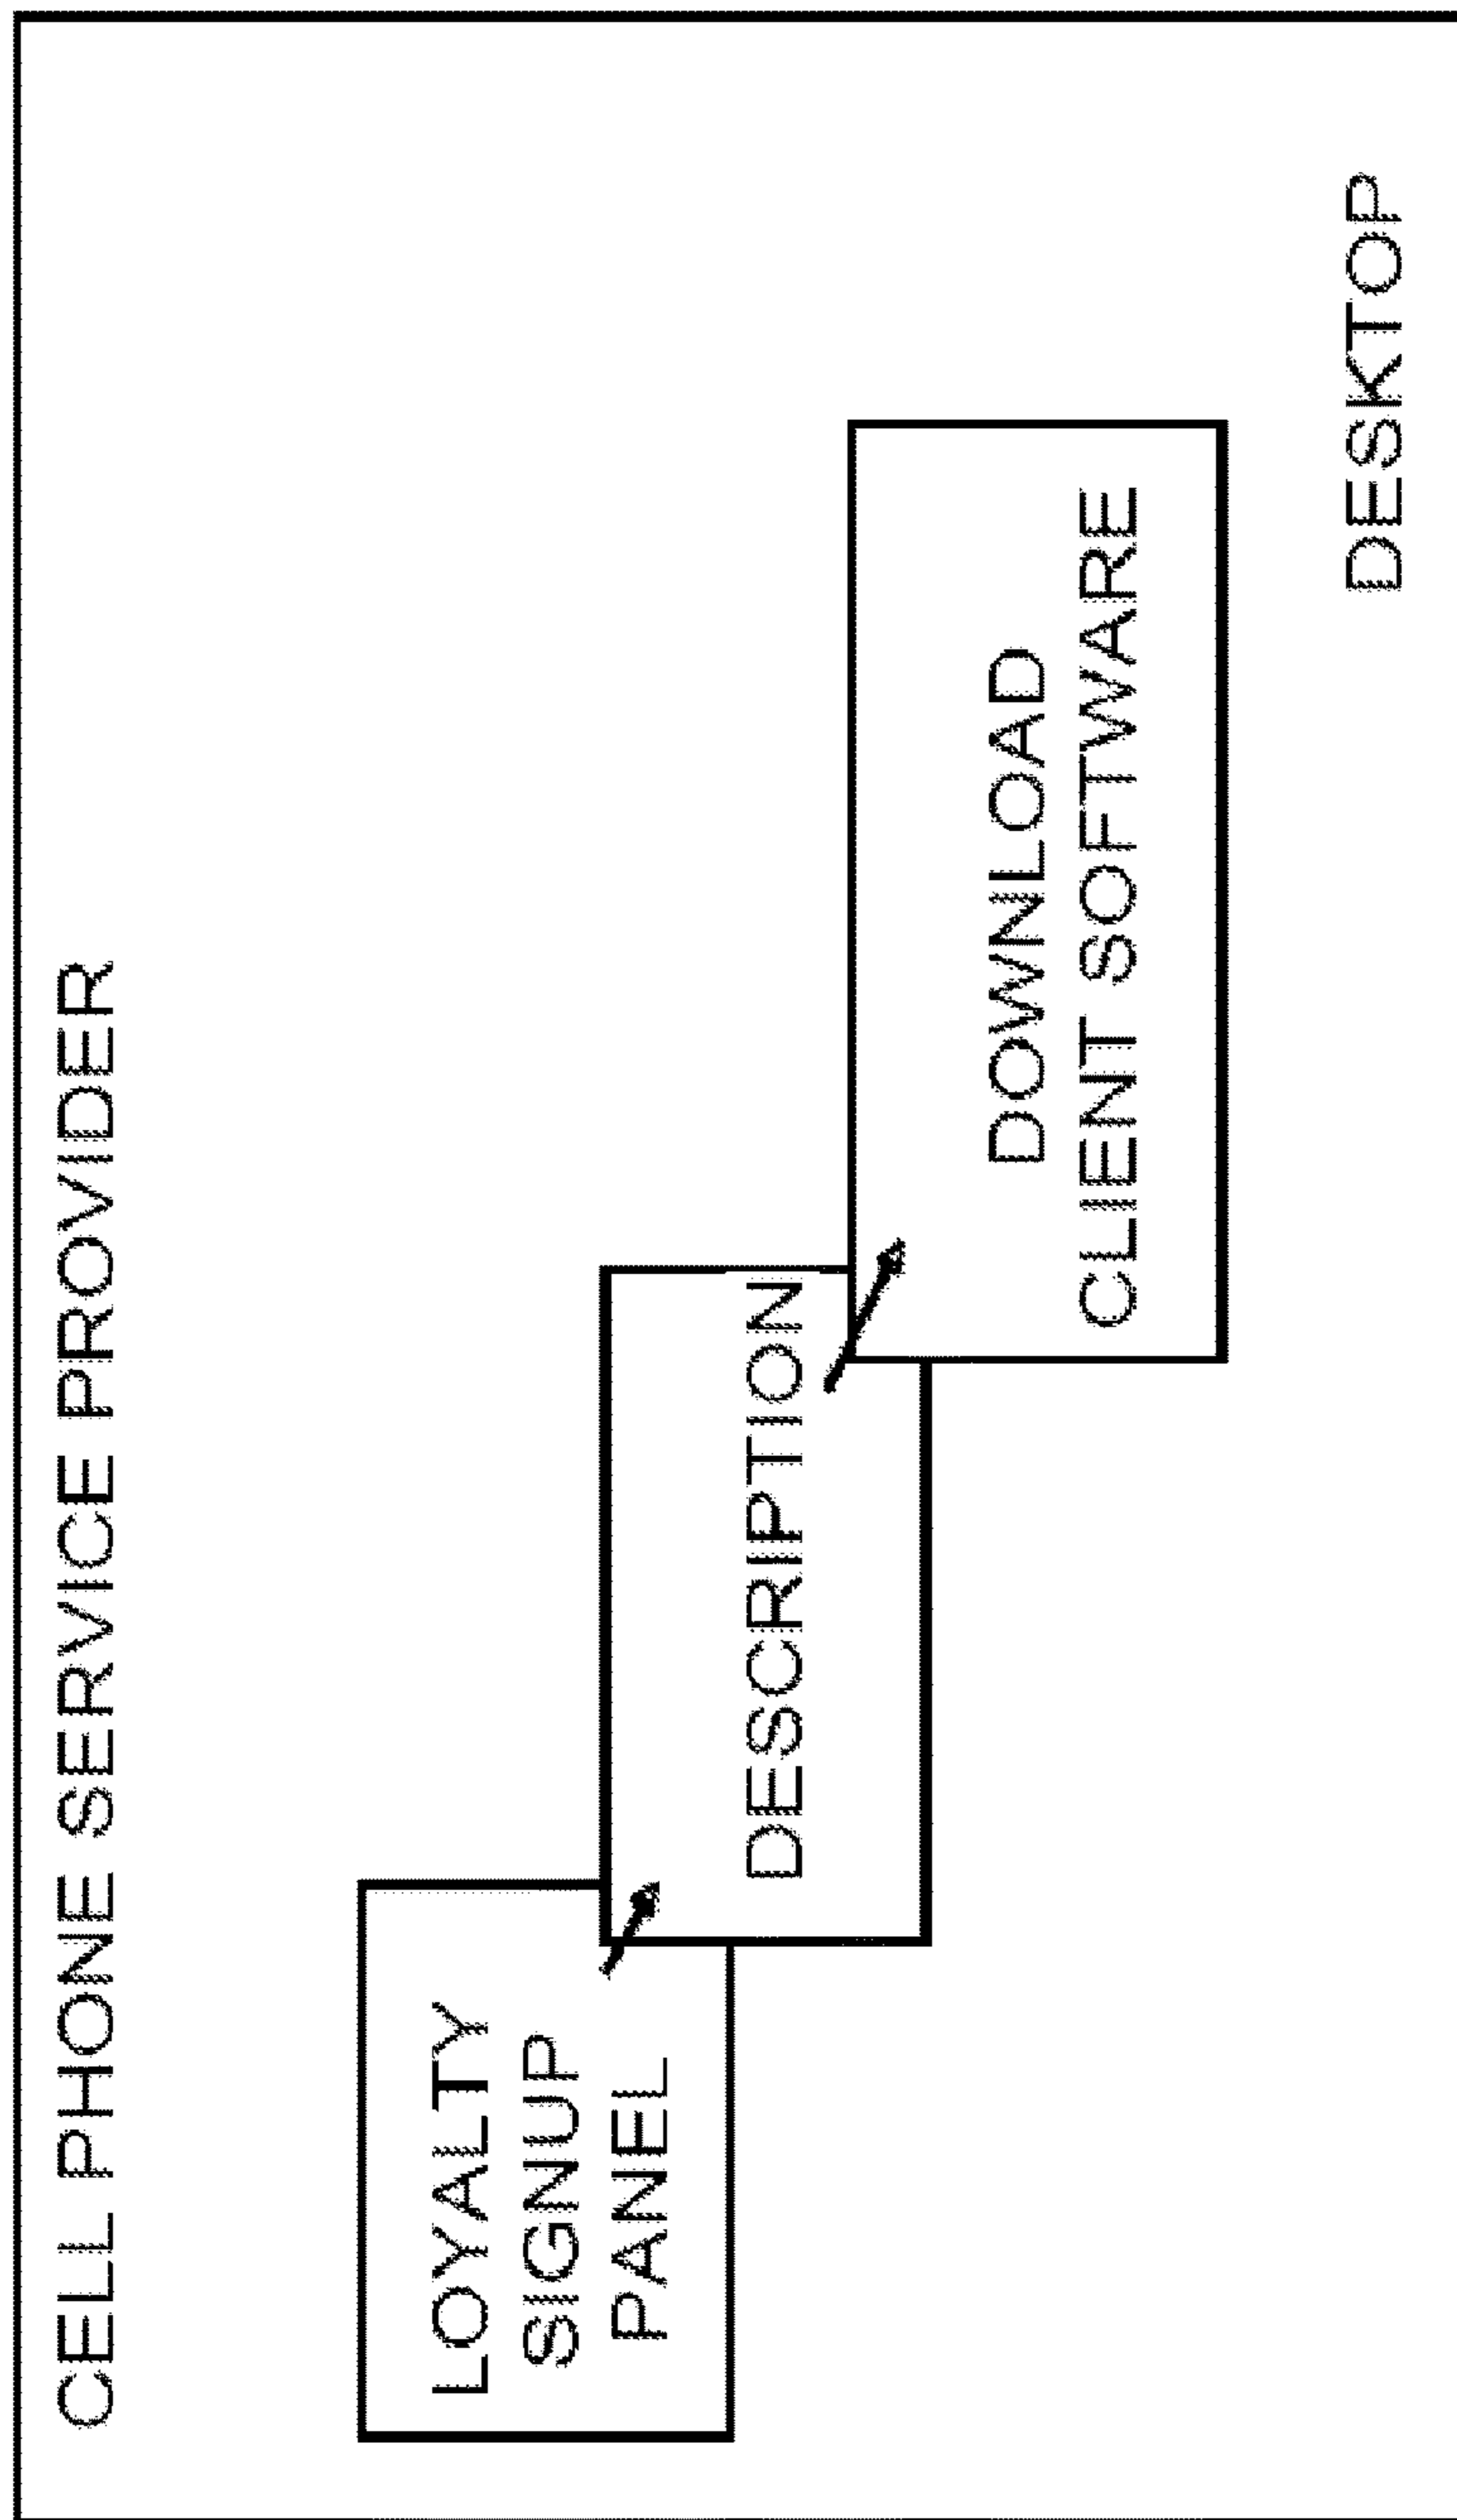 CELL PHONE SERVICE PROVIDER
LOYALTY
SIGNUP
PANEL
DESCRIPTION
DOWNLOAD
CLIENT SOFTWARE
DESKTOP